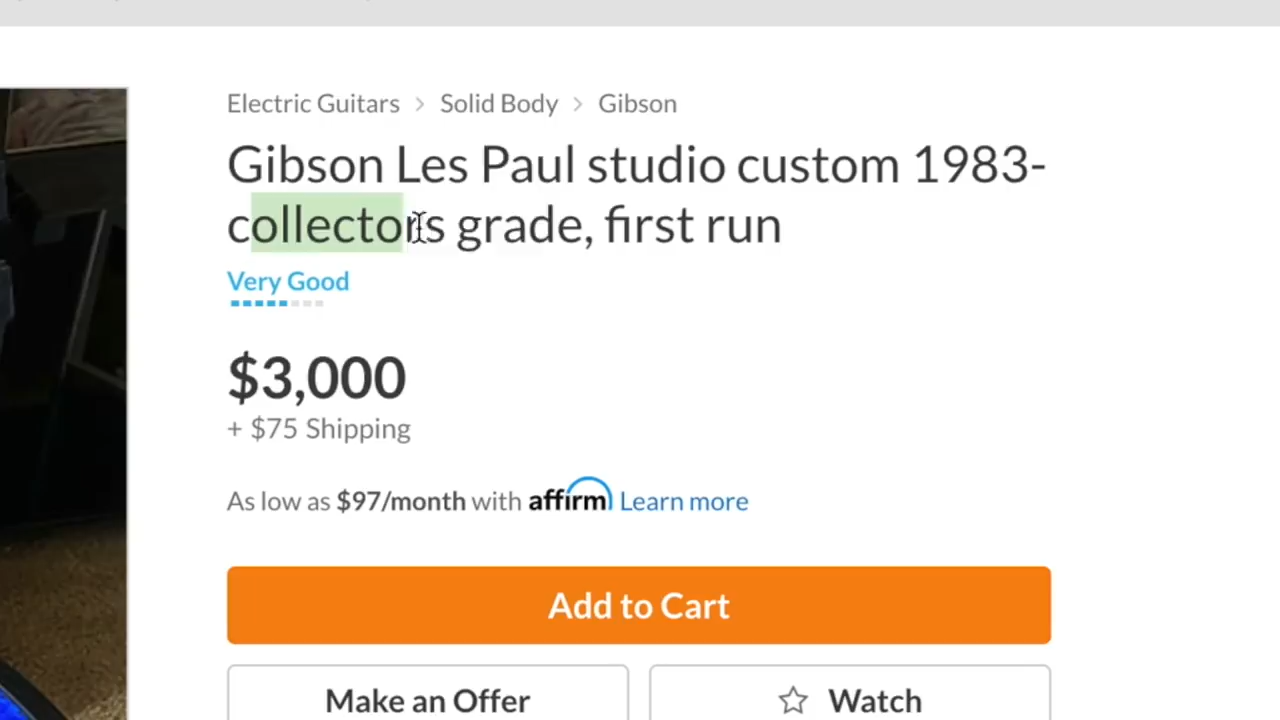 Electric Guitars > Solid Body > Gibson
Gibson Les Paul studio custom 1983-
collectors grade, first run
Very Good
$3,000
+ $75 Shipping
As low as $97/month with affirm Learn more
Add to Cart
Make an Offer
Watch